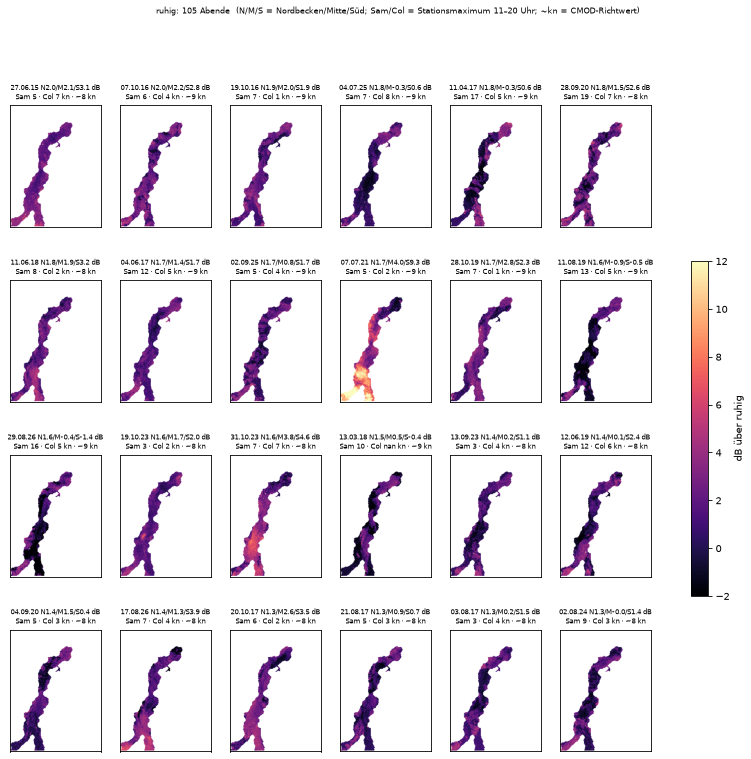 ruhig: 105 Abende (N/M/S = Nordbecken/Mitte/Süd; Sam/Col = Stationsmaximum 11–20 Uhr; ~kn = CMOD-Richtwert)
27.06.15 N2.0/M2.1/S3.1 dB
Sam 5 · Col 7 kn · ~8 kn
07.10.16 N2.0/M2.2/S2.8 dB
Sam 6 · Col 4 kn · ~9 kn
19.10.16 N1.9/M2.0/S1.9 dB
Sam 7 · Col 1 kn · ~9 kn
04.07.25 N1.8/M-0.3/S0.6 dB
Sam 7 · Col 8 kn · ~9 kn
11.04.17 N1.8/M-0.3/S0.6 dB
Sam 17 · Col 5 kn · ~9 kn
28.09.20 N1.8/M1.5/S2.6 dB
Sam 19 · Col 7 kn · ~8 kn
11.06.18 N1.8/M1.9/S3.2 dB
Sam 8 · Col 2 kn · ~8 kn
04.06.17 N1.7/M1.4/S1.7 dB
Sam 12 · Col 5 kn · ~9 kn
02.09.25 N1.7/M0.8/S1.7 dB
Sam 5 · Col 4 kn · ~9 kn
07.07.21 N1.7/M4.0/S9.3 dB
Sam 5 · Col 2 kn · ~8 kn
28.10.19 N1.7/M2.8/S2.3 dB
Sam 7 · Col 1 kn · ~9 kn
11.08.19 N1.6/M-0.9/S-0.5 dB
Sam 13 · Col 5 kn · ~9 kn
29.08.26 N1.6/M-0.4/S-1.4 dB
Sam 16 · Col 5 kn · ~9 kn
19.10.23 N1.6/M1.7/S2.0 dB
Sam 3 · Col 2 kn · ~8 kn
31.10.23 N1.6/M3.8/S4.6 dB
Sam 7 · Col 7 kn · ~8 kn
13.03.18 N1.5/M0.5/S-0.4 dB
Sam 10 · Col nan kn · ~9 kn
13.09.23 N1.4/M0.2/S1.1 dB
Sam 3 · Col 4 kn · ~8 kn
12.06.19 N1.4/M0.1/S2.4 dB
Sam 12 · Col 6 kn · ~8 kn
04.09.20 N1.4/M1.5/S0.4 dB
Sam 5 · Col 3 kn · ~8 kn
17.08.26 N1.4/M1.3/S3.9 dB
Sam 7 · Col 4 kn · ~8 kn
20.10.17 N1.3/M2.6/S3.5 dB
Sam 6 · Col 2 kn · ~8 kn
21.08.17 N1.3/M0.9/S0.7 dB
Sam 5 · Col 3 kn · ~8 kn
03.08.17 N1.3/M0.2/S1.5 dB
Sam 3 · Col 4 kn · ~8 kn
02.08.24 N1.3/M-0.0/S1.4 dB
Sam 9 · Col 3 kn · ~8 kn
12
10
8
6
4
2
0
−2
dB über ruhig